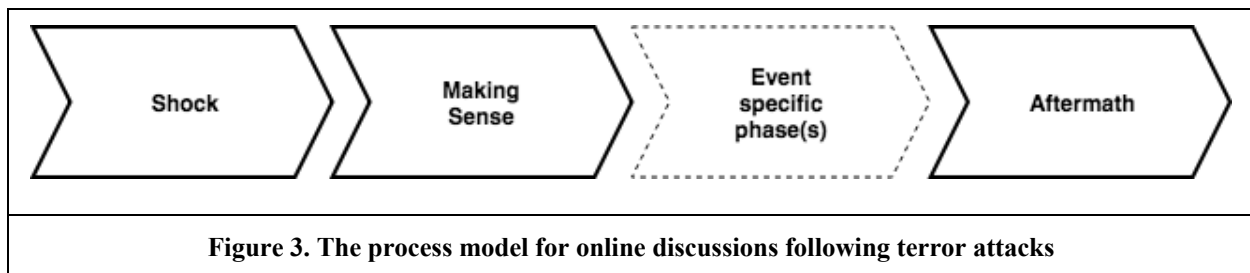 Shock
Making
Sense
Event
specific
phase(s)
Aftermath
Figure 3. The process model for online discussions following terror attacks